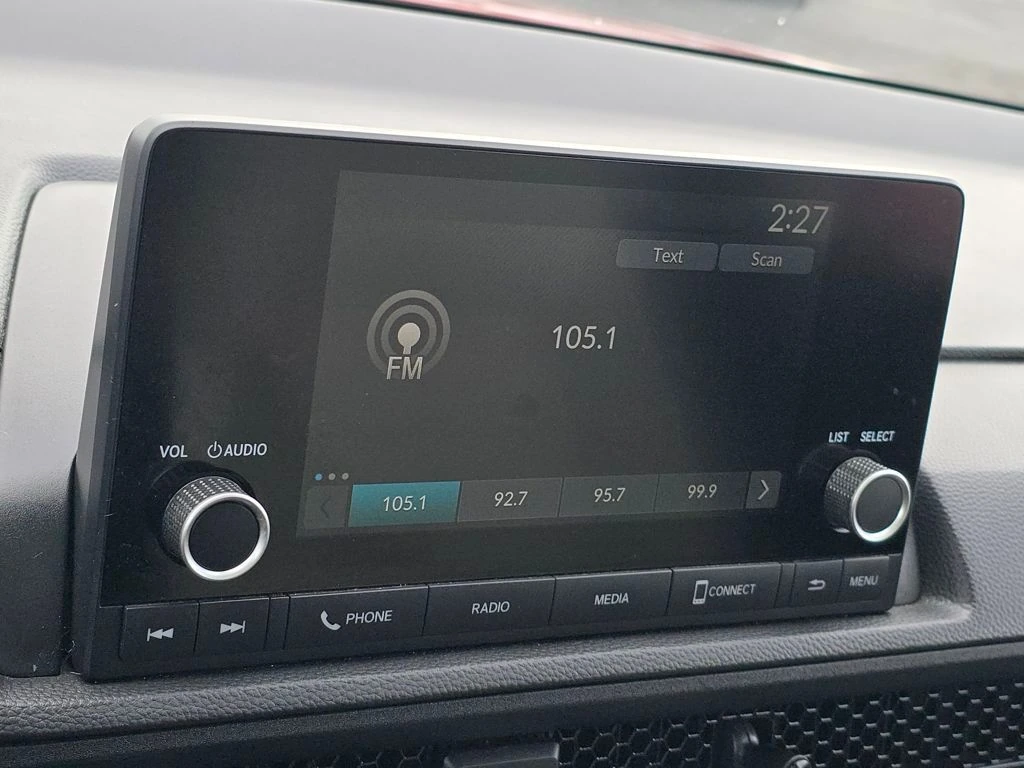 2:27
Text Scan
105.1
FM
VOL AUDIO
LIST SELECT
105.1 92.7 95.7 99.9
PHONE RADIO MEDIA CONNECT MENU